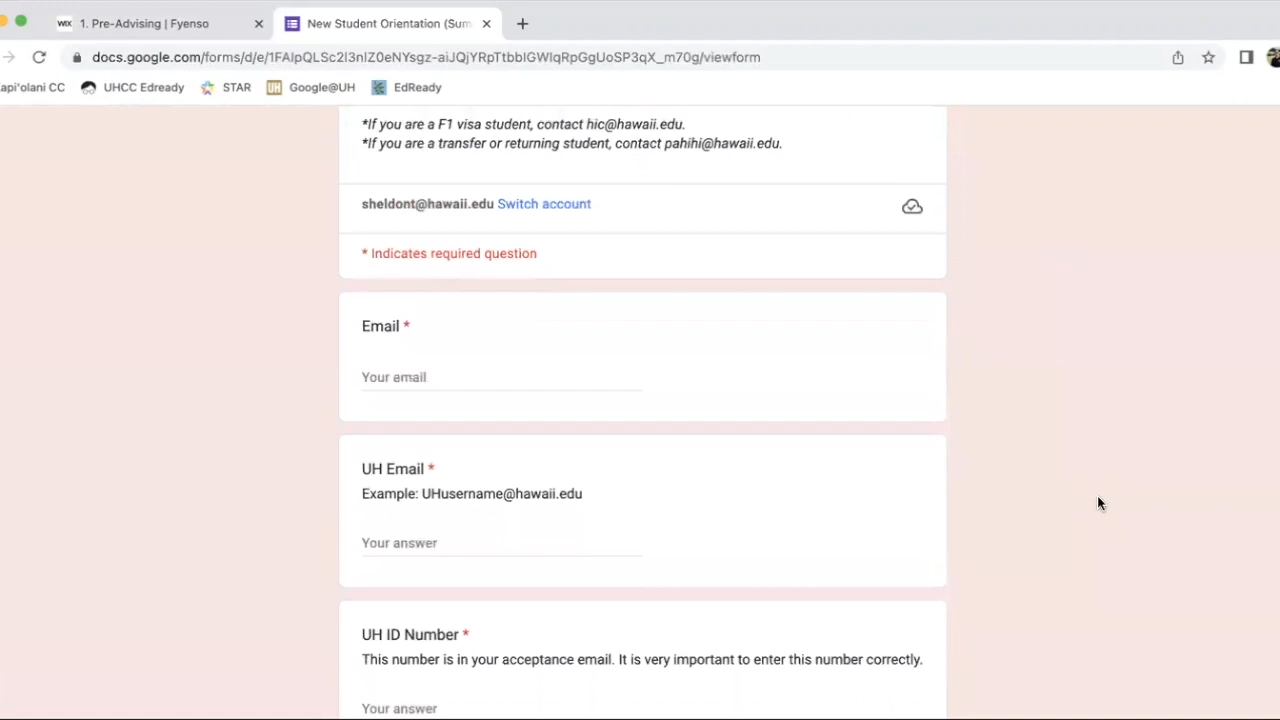 WIX 1. Pre-Advising | Fyenso
New Student Orientation (Sum
docs.google.com/forms/d/e/1FAIpQLSc2I3nIZ0eNYsgz-aiJQjYRpTtbbIGWIqRpGgUoSP3qX_m70g/viewform
api'olani CC UHCC Edready STAR UH Google@UH EdReady
*If you are a F1 visa student, contact hic@hawaii.edu.
*If you are a transfer or returning student, contact pahihi@hawaii.edu.
sheldont@hawaii.edu Switch account
* Indicates required question
Email *
Your email
UH Email *
Example: UHusername@hawaii.edu
Your answer
UH ID Number *
This number is in your acceptance email. It is very important to enter this number correctly.
Your answer